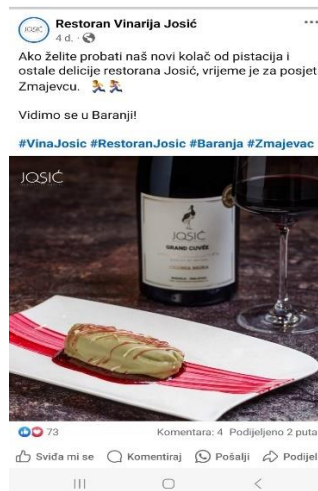 JOSIĆ
Restoran Vinarija Josić
4 d.
Ako želite probati naš novi kolač od pistacija i
ostale delicije restorana Josić, vrijeme je za posjet
Zmajevcu.
Vidimo se u Baranji!
#VinaJosic #RestoranJosic #Baranja #Zmajevac
JOSIĆ
JOSIĆ
GRAND CUVÉE
73
Komentara: 4 Podijeljeno 2 puta
Sviđa mi se Komentiraj Pošalji Podijel